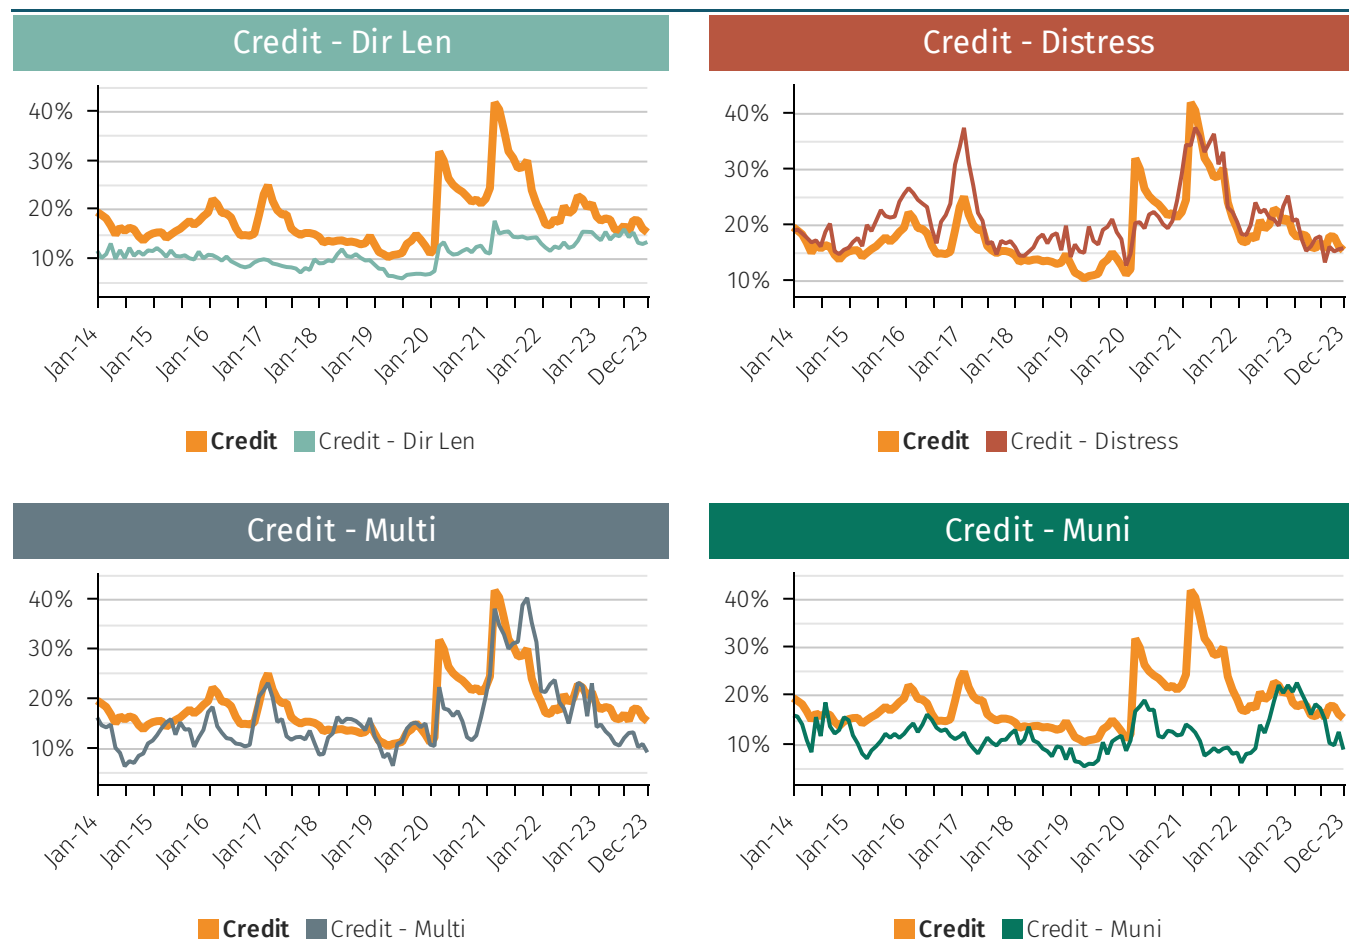 Credit - Dir Len
40%
30%
20%
10%
Jan-14
Jan-15
Jan-16
Jan-17
Jan-18
Jan-19
Jan-20
Jan-21
Jan-22
Jan-23
Dec-23
Credit Credit - Dir Len
Credit - Distress
40%
30%
20%
10%
Jan-14
Jan-15
Jan-16
Jan-17
Jan-18
Jan-19
Jan-20
Jan-21
Jan-22
Jan-23
Dec-23
Credit Credit - Distress
Credit - Multi
40%
30%
20%
10%
Jan-14
Jan-15
Jan-16
Jan-17
Jan-18
Jan-19
Jan-20
Jan-21
Jan-22
Jan-23
Dec-23
Credit Credit - Multi
Credit - Muni
40%
30%
20%
10%
Jan-14
Jan-15
Jan-16
Jan-17
Jan-18
Jan-19
Jan-20
Jan-21
Jan-22
Jan-23
Dec-23
Credit Credit - Muni